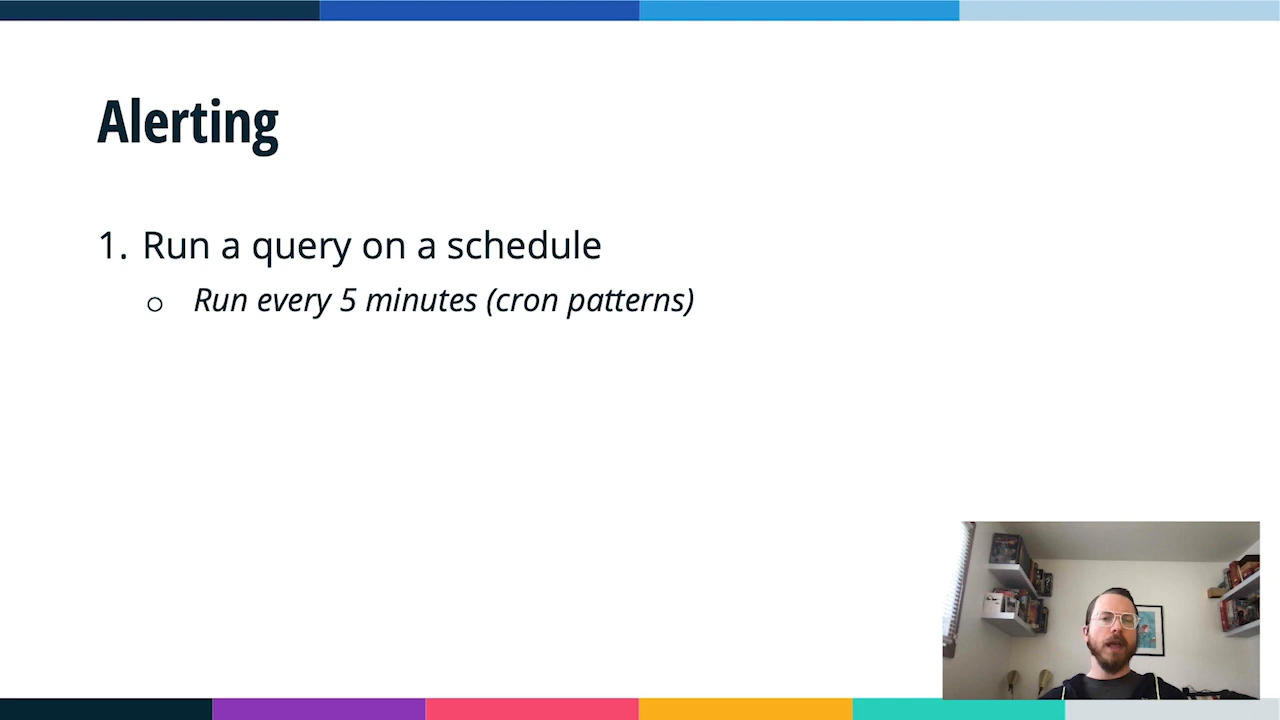 Alerting
1. Run a query on a schedule
○ Run every 5 minutes (cron patterns)